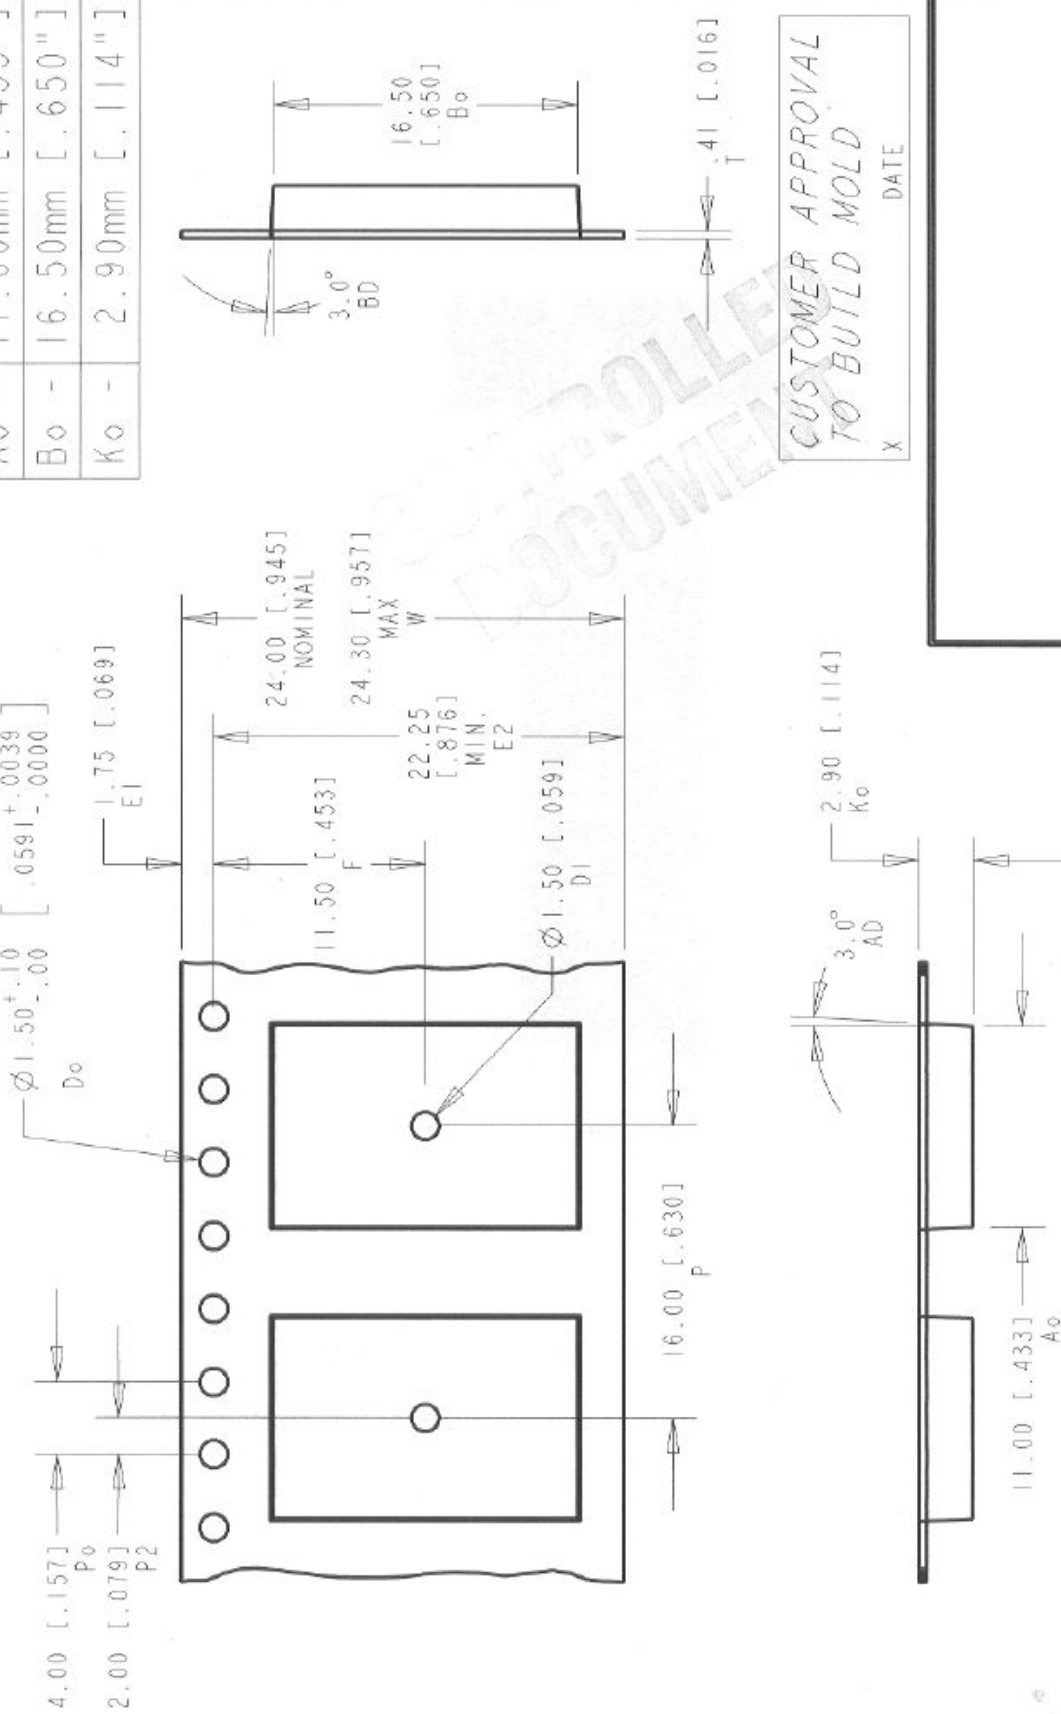 Bo - 16.50mm [.650"]
Ko - 2.90mm [.114"]
Ø1.50 +.10 -.00 [.0591 +.0039 -.0000]
Do
4.00 [.157]
Po
2.00 [.079]
P2
1.75 [.069]
E1
11.50 [.453]
F
24.00 [.945]
NOMINAL
24.30 [.957]
MAX
W
22.25
[.876]
MIN.
E2
Ø1.50 [.059]
D1
16.00 [.630]
P
3.0°
BD
16.50
[.650]
Bo
.41 [.016]
T
CONTROLLED
DOCUMENT
CUSTOMER APPROVAL
TO BUILD MOLD
X DATE
2.90 [.114]
Ko
3.0°
AD
11.00 [.433]
Ao